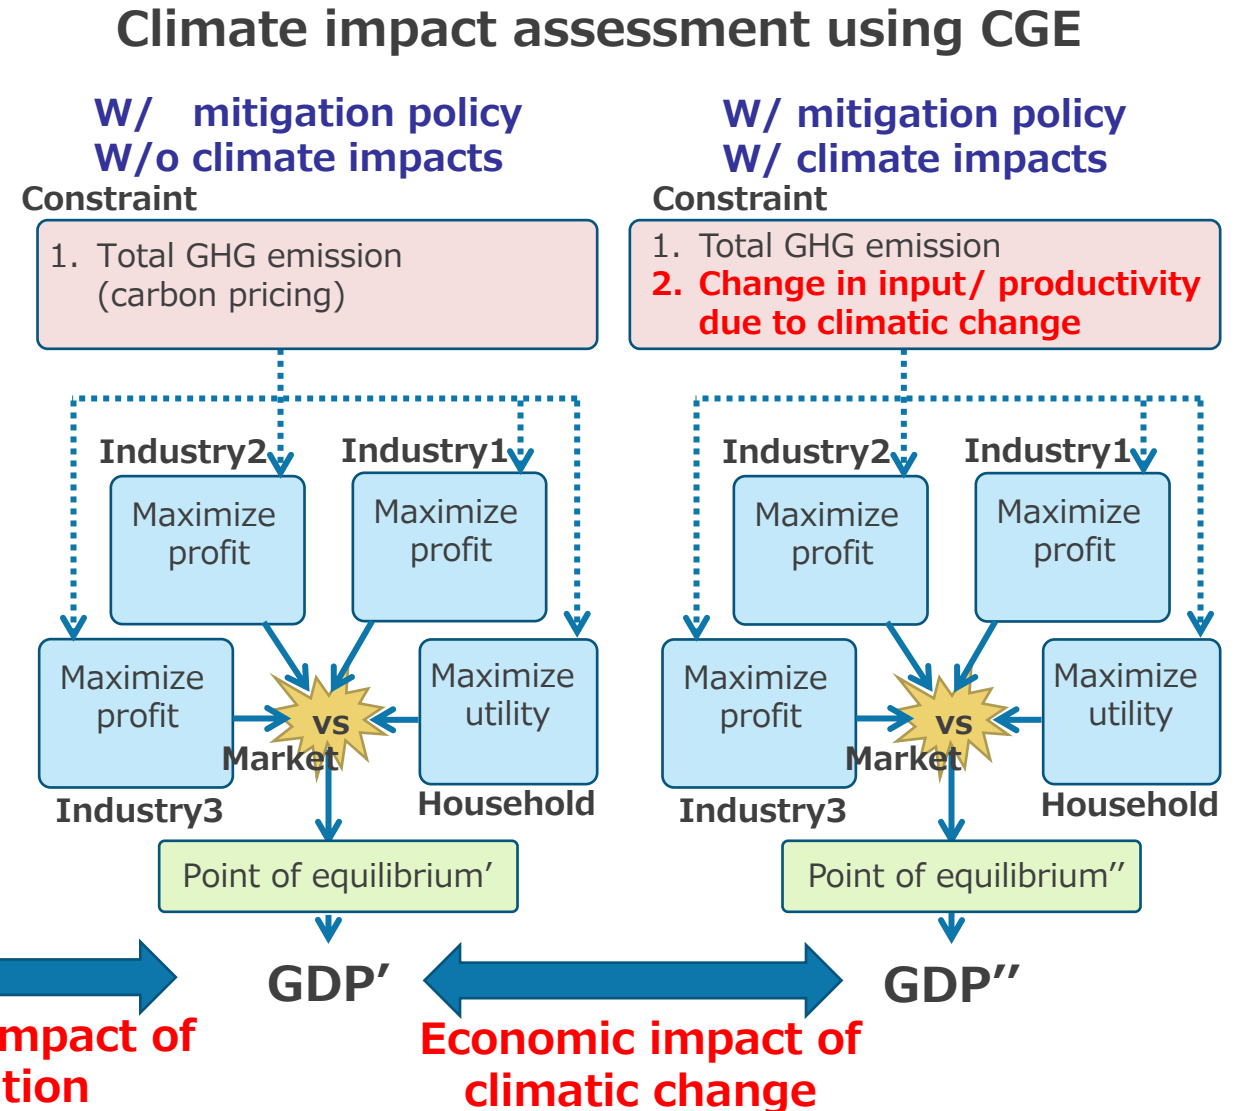 Climate impact assessment using CGE
W/ mitigation policy
W/o climate impacts
Constraint
1. Total GHG emission
(carbon pricing)
Industry2
Industry1
Maximize
profit
Maximize
profit
Maximize
profit
Maximize
utility
vs
Market
Industry3
Household
Point of equilibrium′
GDP′
W/ mitigation policy
W/ climate impacts
Constraint
1. Total GHG emission
2. Change in input/ productivity
due to climatic change
Industry2
Industry1
Maximize
profit
Maximize
profit
Maximize
profit
Maximize
utility
vs
Market
Industry3
Household
Point of equilibrium′′
GDP′′
mpact of
tion
Economic impact of
climatic change